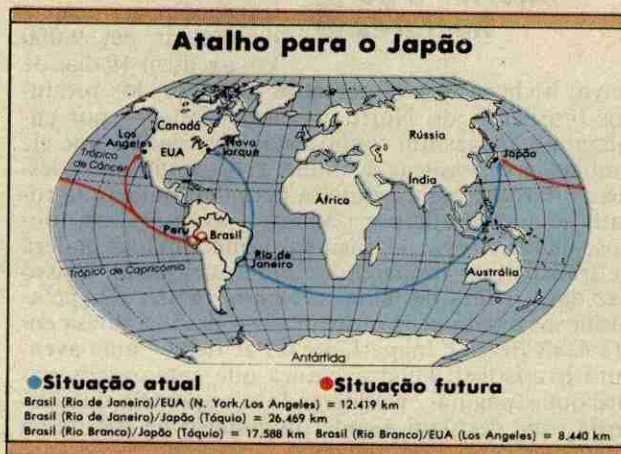 Atalho para o Japão
Canadá
Rússia
Los
Angeles
EUA
Nova
Iorque
Japão
Trópico
de Câncer
Índia
África
Peru
Brasil
Rio de
Janeiro
Trópico de Capricórnio
Austrália
Antártida
Situação atual
Situação futura
Brasil (Rio de Janeiro)/EUA (N. York/Los Angeles) = 12.419 km
Brasil (Rio de Janeiro)/Japão (Tóquio) = 26.469 km
Brasil (Rio Branco)/Japão (Tóquio) = 17.588 km Brasil (Rio Branco)/EUA (Los Angeles) = 8.440 km